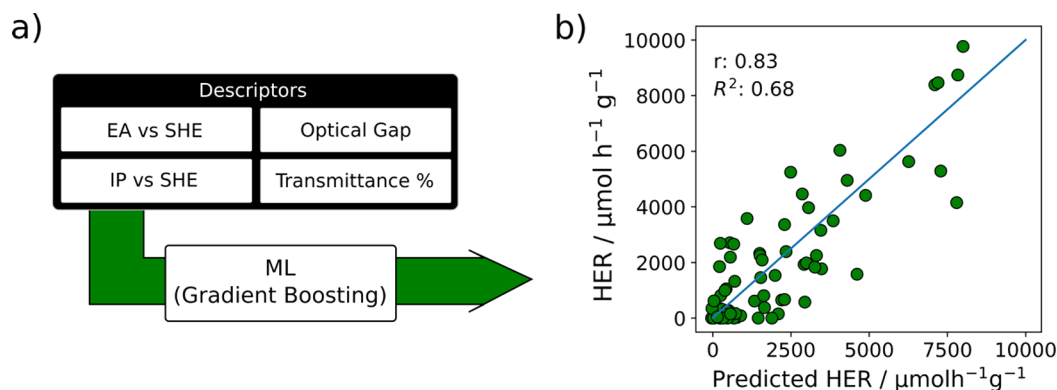 a)
Descriptors
EA vs SHE
Optical Gap
IP vs SHE
Transmittance %
ML
(Gradient Boosting)
b)
HER / μmol h⁻¹ g⁻¹
10000
8000
6000
4000
2000
0
r: 0.83
R²: 0.68
0 2500 5000 7500 10000
Predicted HER / μmolh⁻¹g⁻¹